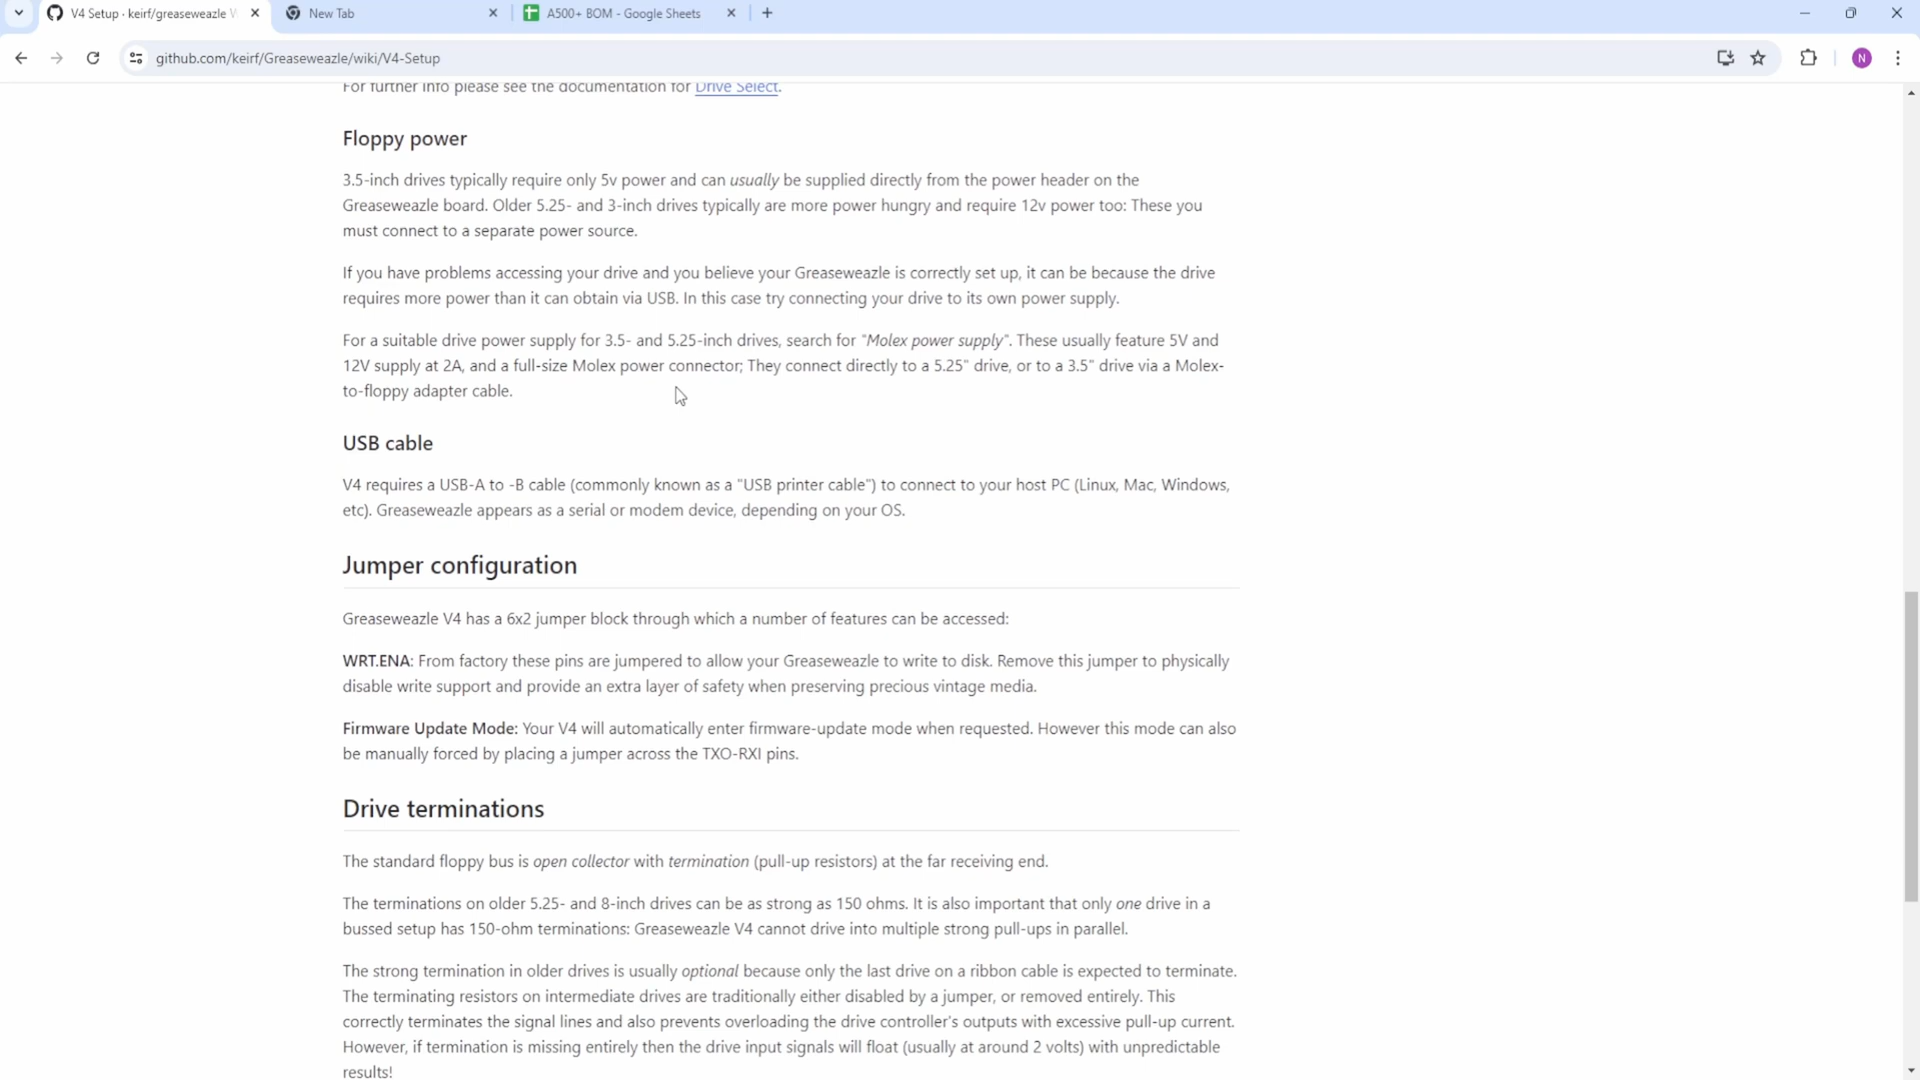 V4 Setup · keirf/greaseweazle W
New Tab
A500+ BOM - Google Sheets
github.com/keirf/Greaseweazle/wiki/V4-Setup
N
For further info please see the documentation for Drive Select.
Floppy power
3.5-inch drives typically require only 5v power and can usually be supplied directly from the power header on the
Greaseweazle board. Older 5.25- and 3-inch drives typically are more power hungry and require 12v power too: These you
must connect to a separate power source.
If you have problems accessing your drive and you believe your Greaseweazle is correctly set up, it can be because the drive
requires more power than it can obtain via USB. In this case try connecting your drive to its own power supply.
For a suitable drive power supply for 3.5- and 5.25-inch drives, search for "Molex power supply". These usually feature 5V and
12V supply at 2A, and a full-size Molex power connector; They connect directly to a 5.25" drive, or to a 3.5" drive via a Molex-
to-floppy adapter cable.
USB cable
V4 requires a USB-A to -B cable (commonly known as a "USB printer cable") to connect to your host PC (Linux, Mac, Windows,
etc). Greaseweazle appears as a serial or modem device, depending on your OS.
Jumper configuration
Greaseweazle V4 has a 6x2 jumper block through which a number of features can be accessed:
WRT.ENA: From factory these pins are jumpered to allow your Greaseweazle to write to disk. Remove this jumper to physically
disable write support and provide an extra layer of safety when preserving precious vintage media.
Firmware Update Mode: Your V4 will automatically enter firmware-update mode when requested. However this mode can also
be manually forced by placing a jumper across the TXO-RXI pins.
Drive terminations
The standard floppy bus is open collector with termination (pull-up resistors) at the far receiving end.
The terminations on older 5.25- and 8-inch drives can be as strong as 150 ohms. It is also important that only one drive in a
bussed setup has 150-ohm terminations: Greaseweazle V4 cannot drive into multiple strong pull-ups in parallel.
The strong termination in older drives is usually optional because only the last drive on a ribbon cable is expected to terminate.
The terminating resistors on intermediate drives are traditionally either disabled by a jumper, or removed entirely. This
correctly terminates the signal lines and also prevents overloading the drive controller's outputs with excessive pull-up current.
However, if termination is missing entirely then the drive input signals will float (usually at around 2 volts) with unpredictable
results!